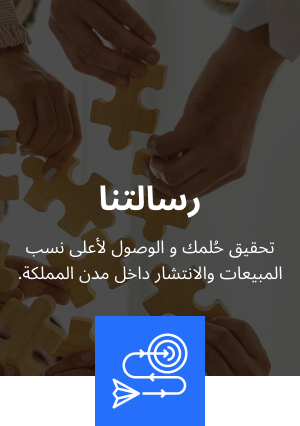 رسالتنا
تحقيق حُلمك و الوصول لأعلى نسب
المبيعات والانتشار داخل مدن المملكة.